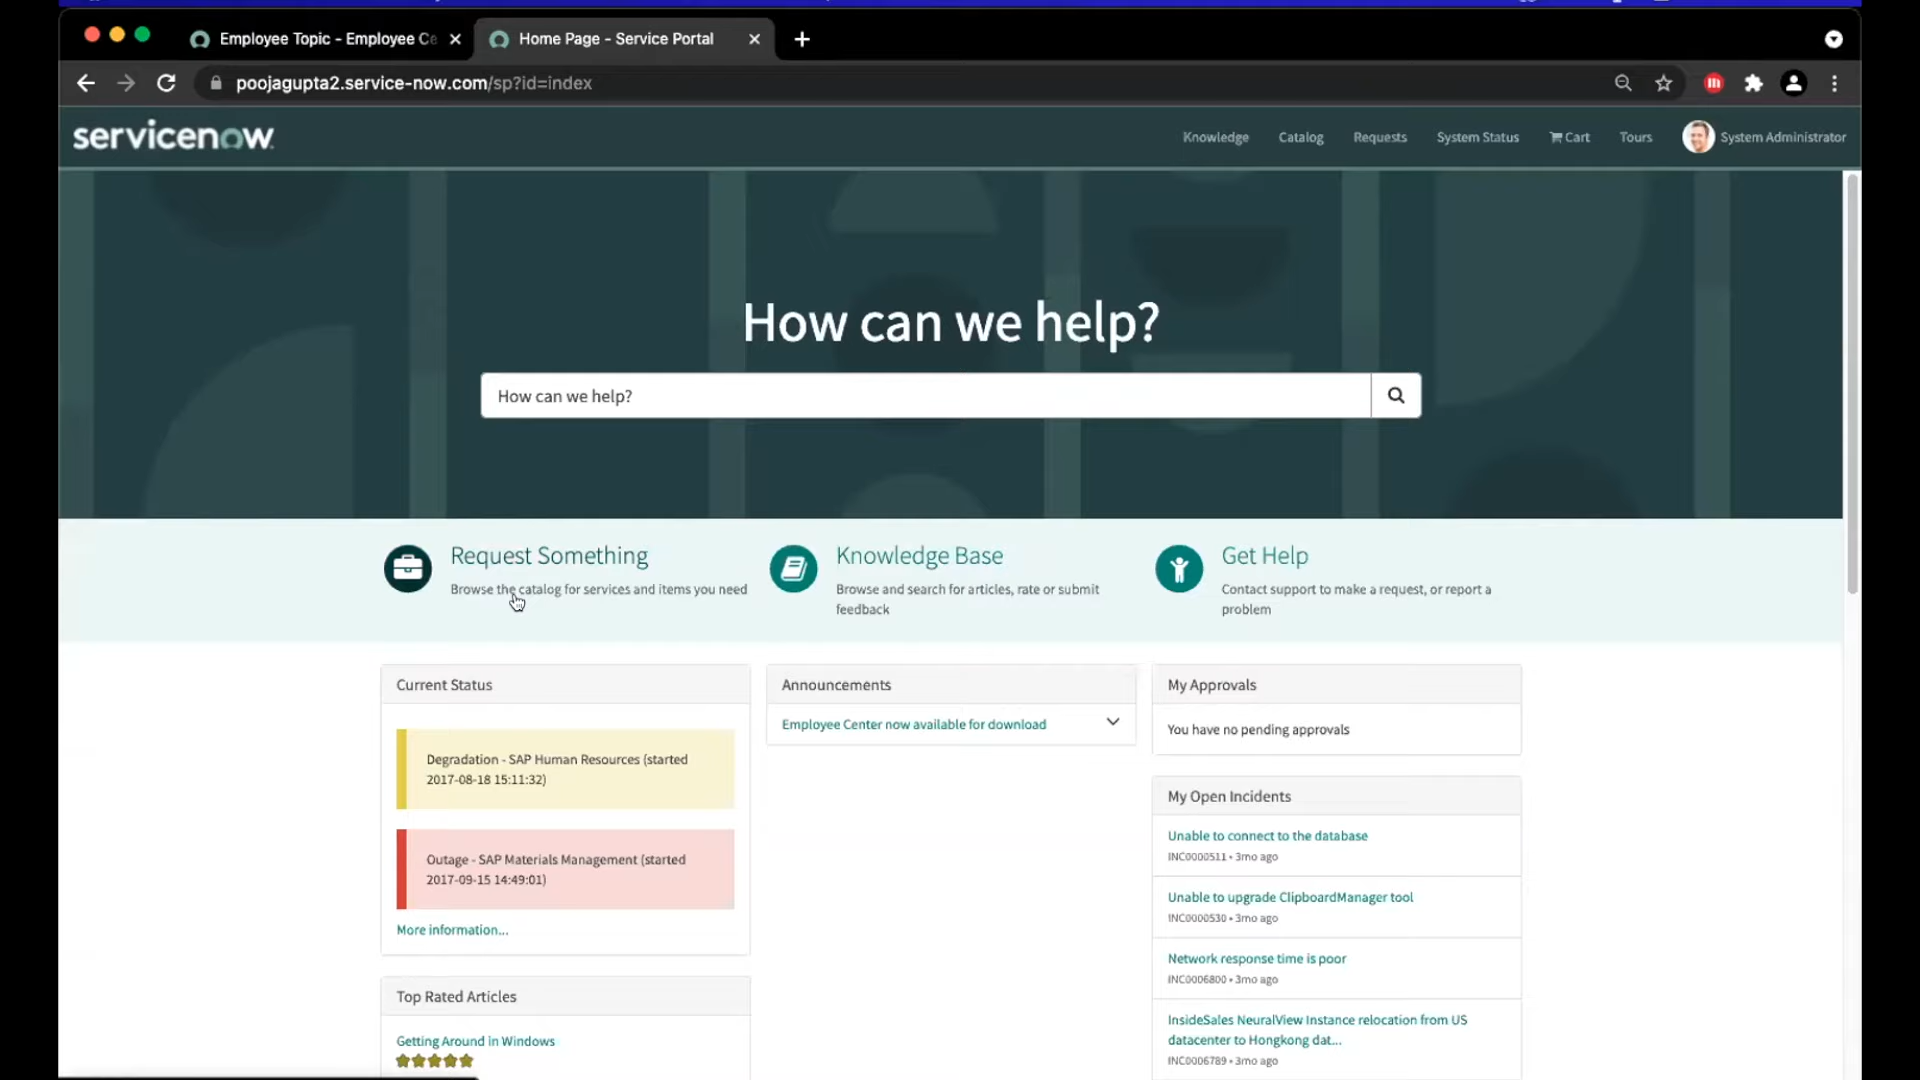 Employee Topic - Employee Ce
Home Page - Service Portal
poojagupta2.service-now.com/sp?id=index
m
servicenow
Knowledge
Catalog
Requests
System Status
Cart
Tours
System Administrator
How can we help?
How can we help?
Request Something
Browse the catalog for services and items you need
Knowledge Base
Browse and search for articles, rate or submit
feedback
Get Help
Contact support to make a request, or report a
problem
Current Status
Degradation - SAP Human Resources (started
2017-08-18 15:11:32)
Outage - SAP Materials Management (started
2017-09-15 14:49:01)
More information...
Top Rated Articles
Getting Around in Windows
Announcements
Employee Center now available for download
My Approvals
You have no pending approvals
My Open Incidents
Unable to connect to the database
INC0000511 • 3mo ago
Unable to upgrade ClipboardManager tool
INC0000530 • 3mo ago
Network response time is poor
INC0006800 • 3mo ago
InsideSales NeuralView Instance relocation from US
datacenter to Hongkong dat...
INC0006789 • 3mo ago